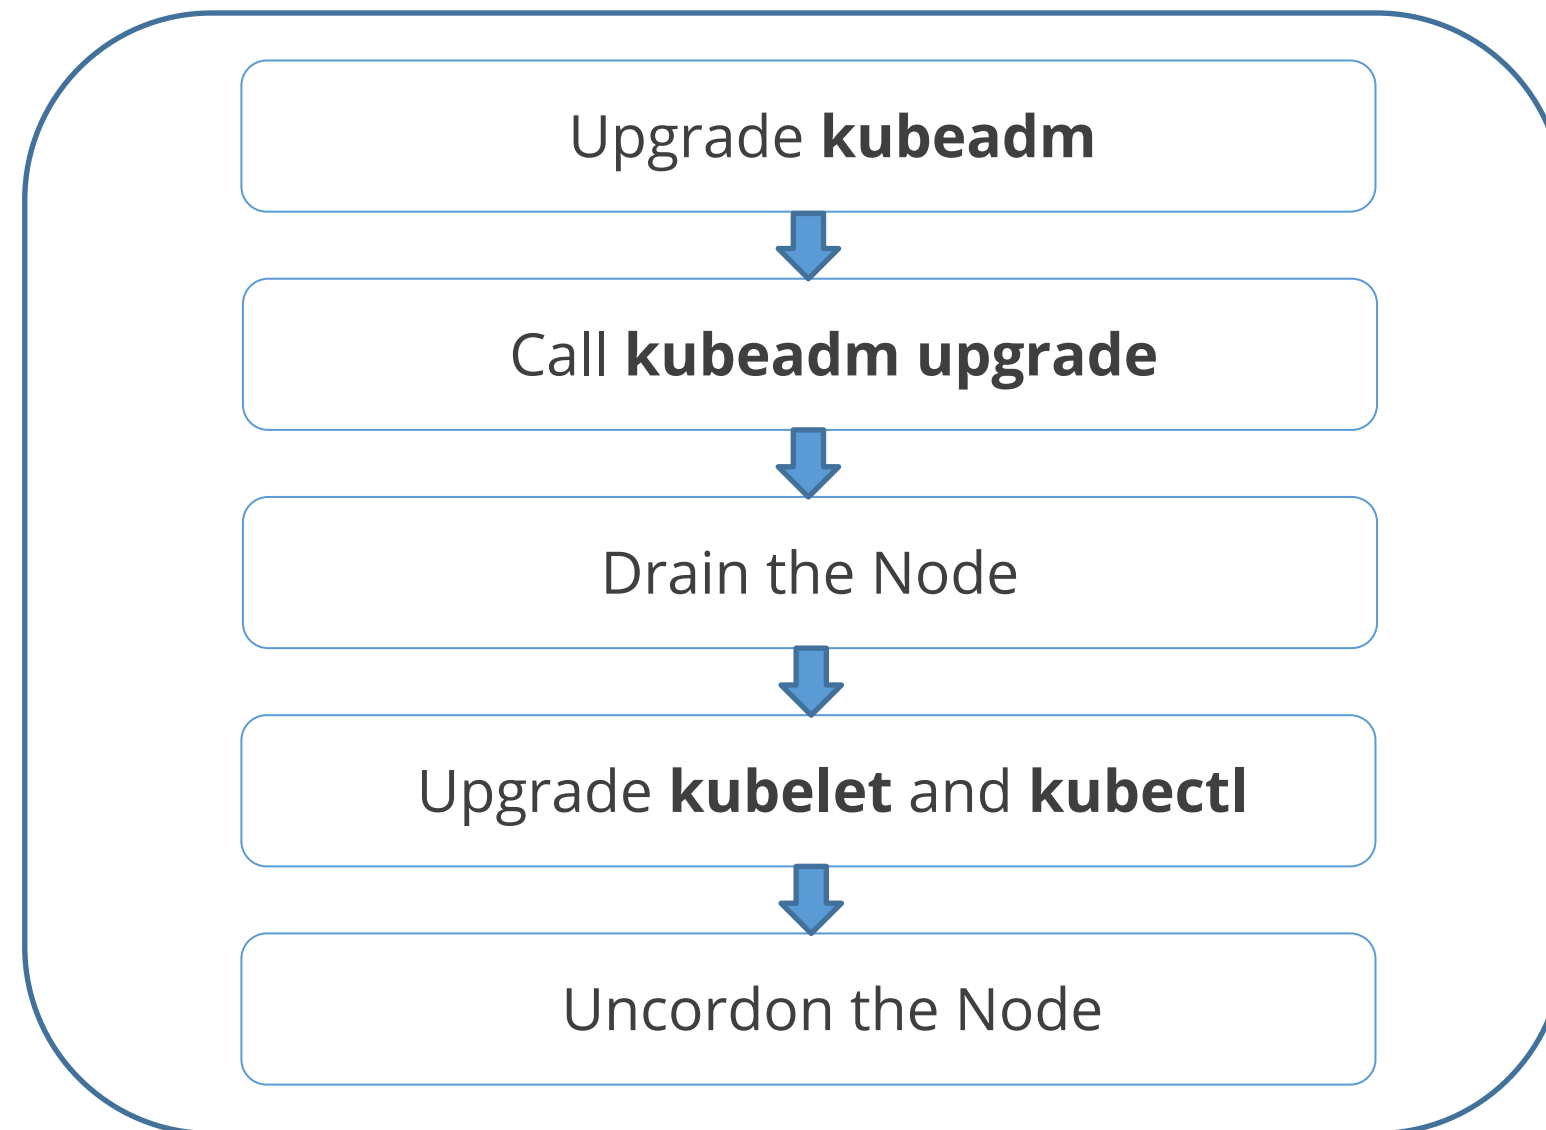 Upgrade kubeadm
Call kubeadm upgrade
Drain the Node
Upgrade kubelet and kubectl
Uncordon the Node